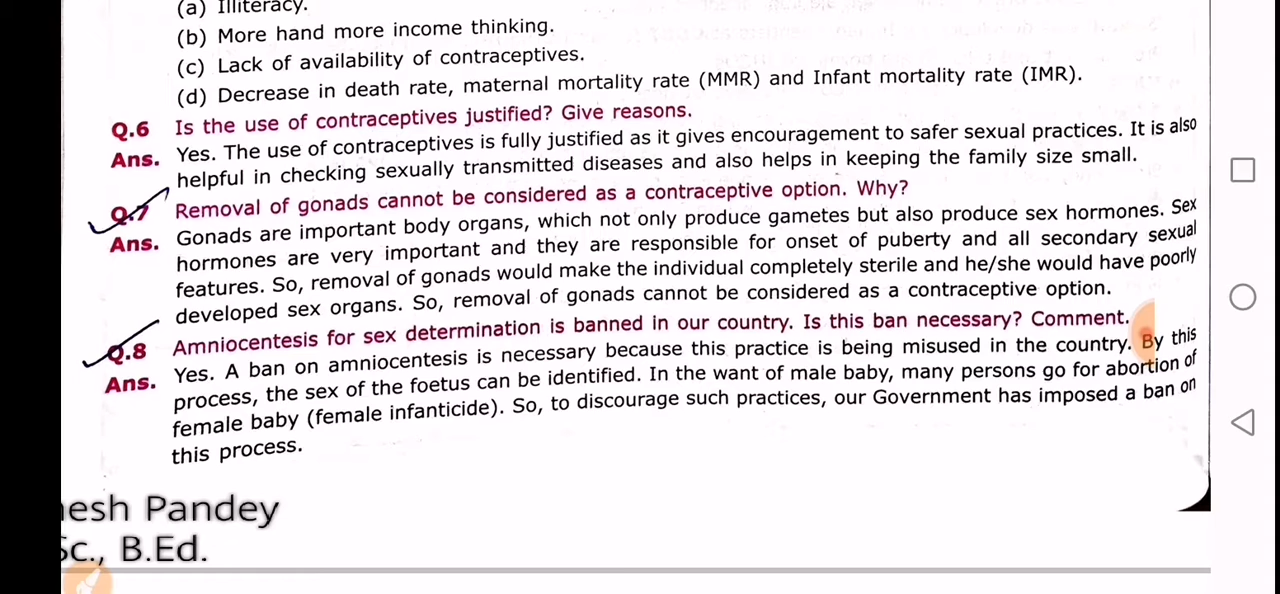 (a) Illiteracy.
(b) More hand more income thinking.
(c) Lack of availability of contraceptives.
(d) Decrease in death rate, maternal mortality rate (MMR) and Infant mortality rate (IMR).
Q.6 Is the use of contraceptives justified? Give reasons.
Ans. Yes. The use of contraceptives is fully justified as it gives encouragement to safer sexual practices. It is also
helpful in checking sexually transmitted diseases and also helps in keeping the family size small.
Q.7 Removal of gonads cannot be considered as a contraceptive option. Why?
Ans. Gonads are important body organs, which not only produce gametes but also produce sex hormones. Sex
hormones are very important and they are responsible for onset of puberty and all secondary sexual
features. So, removal of gonads would make the individual completely sterile and he/she would have poorly
developed sex organs. So, removal of gonads cannot be considered as a contraceptive option.
Q.8 Amniocentesis for sex determination is banned in our country. Is this ban necessary? Comment.
Ans. Yes. A ban on amniocentesis is necessary because this practice is being misused in the country. By this
process, the sex of the foetus can be identified. In the want of male baby, many persons go for abortion of
female baby (female infanticide). So, to discourage such practices, our Government has imposed a ban on
this process.
esh Pandey
Sc., B.Ed.